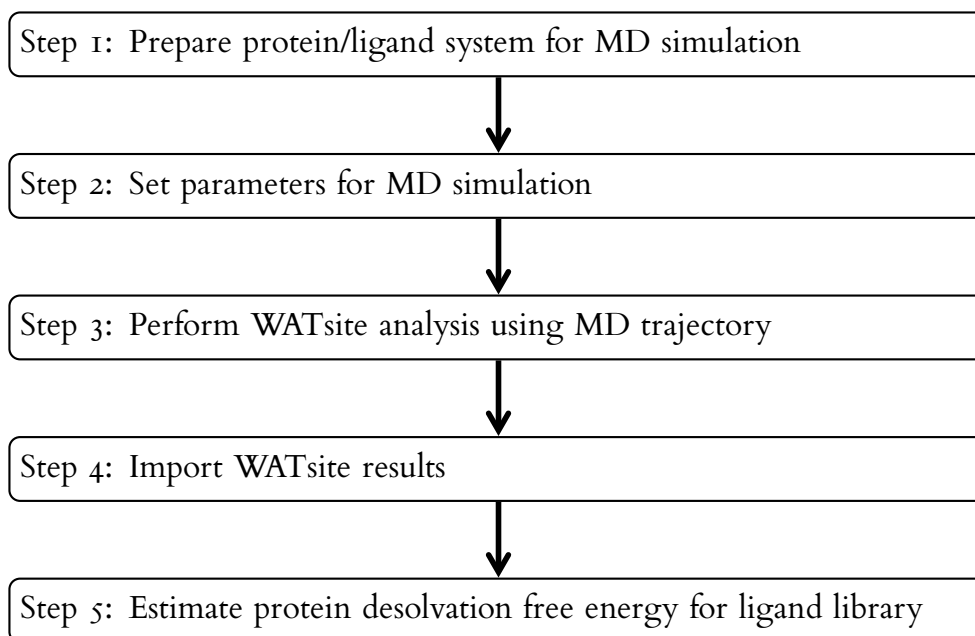 Step 1: Prepare protein/ligand system for MD simulation
Step 2: Set parameters for MD simulation
Step 3: Perform WATsite analysis using MD trajectory
Step 4: Import WATsite results
Step 5: Estimate protein desolvation free energy for ligand library